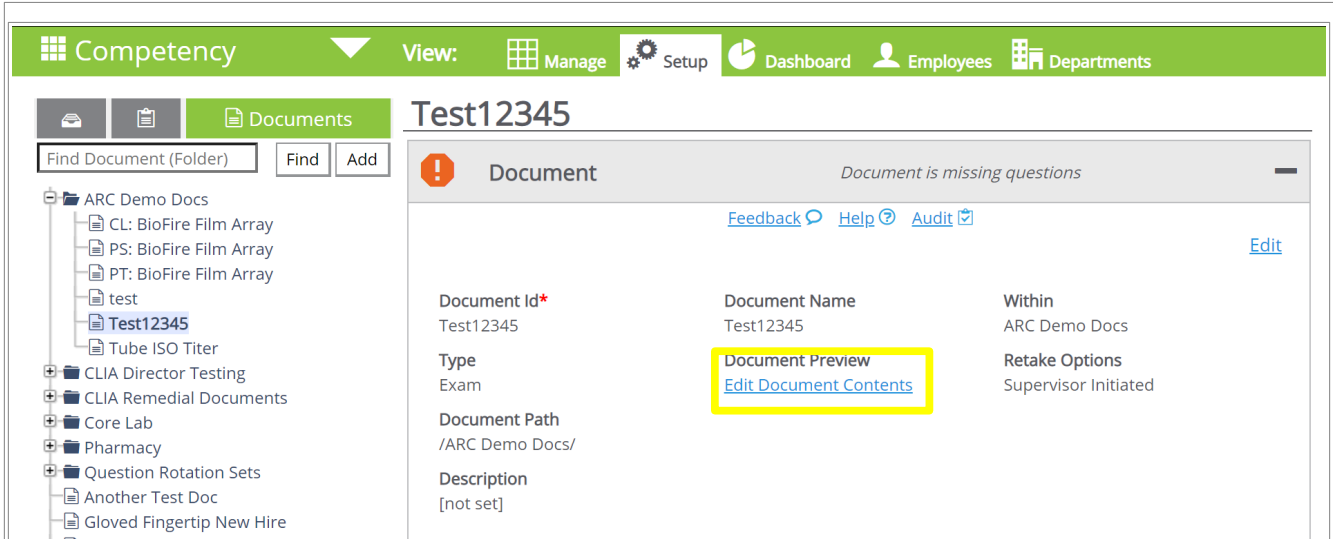 Competency View: Manage Setup Dashboard Employees Departments
Documents
Find Document (Folder) Find Add
ARC Demo Docs
CL: BioFire Film Array
PS: BioFire Film Array
PT: BioFire Film Array
test
Test12345
Tube ISO Titer
CLIA Director Testing
CLIA Remedial Documents
Core Lab
Pharmacy
Question Rotation Sets
Another Test Doc
Gloved Fingertip New Hire
Test12345
Document Document is missing questions
Feedback Help Audit
Edit
Document Id* Document Name Within
Test12345 Test12345 ARC Demo Docs
Type Document Preview Retake Options
Exam Edit Document Contents Supervisor Initiated
Document Path
/ARC Demo Docs/
Description
[not set]